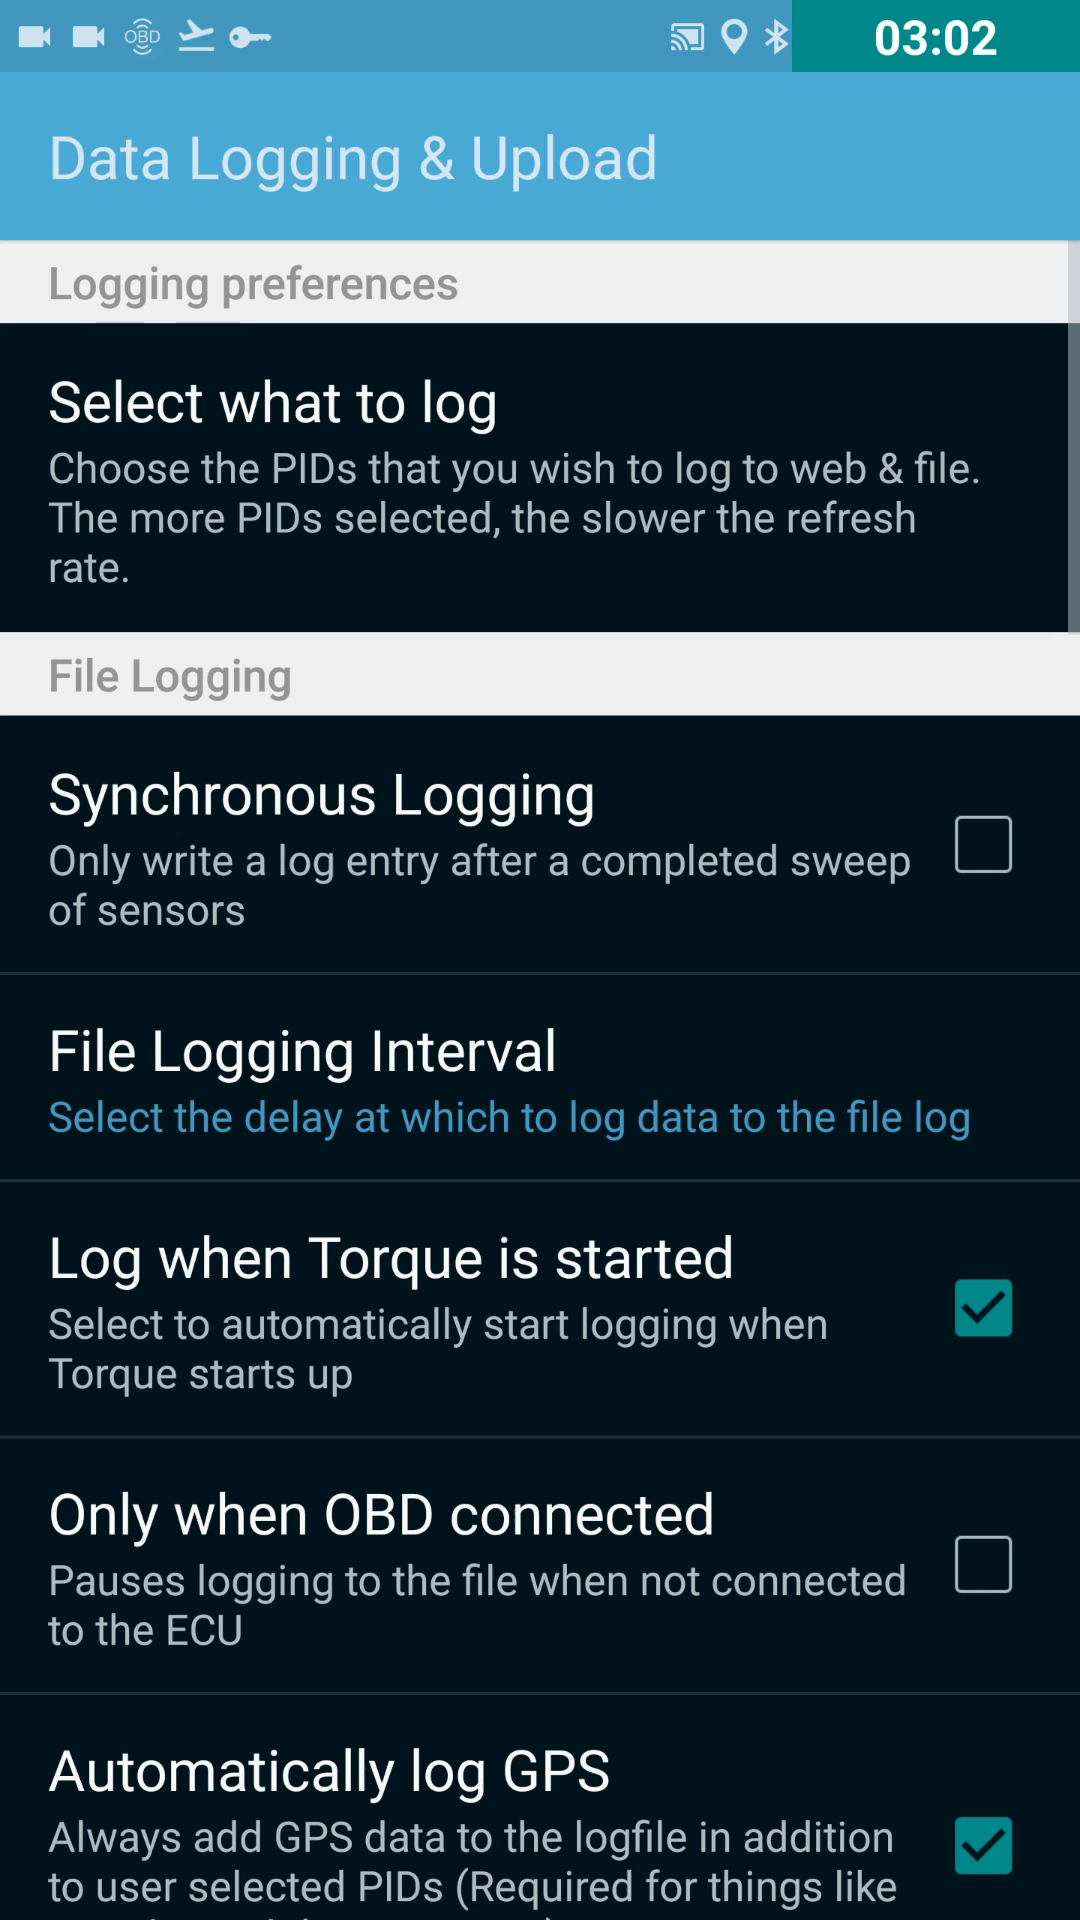 OBD
03:02
Data Logging & Upload
Logging preferences
Select what to log
Choose the PIDs that you wish to log to web & file.
The more PIDs selected, the slower the refresh
rate.
File Logging
Synchronous Logging
Only write a log entry after a completed sweep
of sensors
File Logging Interval
Select the delay at which to log data to the file log
Log when Torque is started
Select to automatically start logging when
Torque starts up
Only when OBD connected
Pauses logging to the file when not connected
to the ECU
Automatically log GPS
Always add GPS data to the logfile in addition
to user selected PIDs (Required for things like